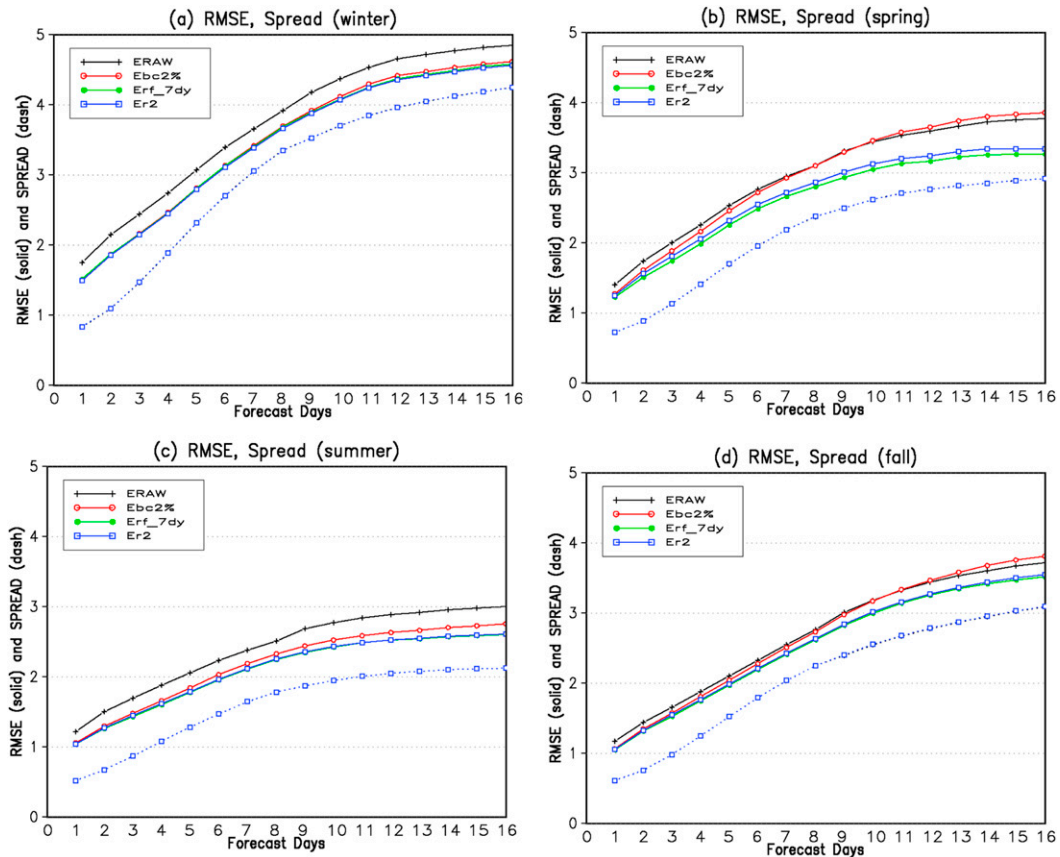 (a) RMSE, Spread (winter)
RMSE (solid) and SPREAD (dash)
5
4
3
2
1
0
ERAW
Ebc2%
Erf_7dy
Er2
0 1 2 3 4 5 6 7 8 9 10 11 12 13 14 15 16
Forecast Days
(b) RMSE, Spread (spring)
RMSE (solid) and SPREAD (dash)
5
4
3
2
1
0
ERAW
Ebc2%
Erf_7dy
Er2
0 1 2 3 4 5 6 7 8 9 10 11 12 13 14 15 16
Forecast Days
(c) RMSE, Spread (summer)
RMSE (solid) and SPREAD (dash)
5
4
3
2
1
0
ERAW
Ebc2%
Erf_7dy
Er2
0 1 2 3 4 5 6 7 8 9 10 11 12 13 14 15 16
Forecast Days
(d) RMSE, Spread (fall)
RMSE (solid) and SPREAD (dash)
5
4
3
2
1
0
ERAW
Ebc2%
Erf_7dy
Er2
0 1 2 3 4 5 6 7 8 9 10 11 12 13 14 15 16
Forecast Days